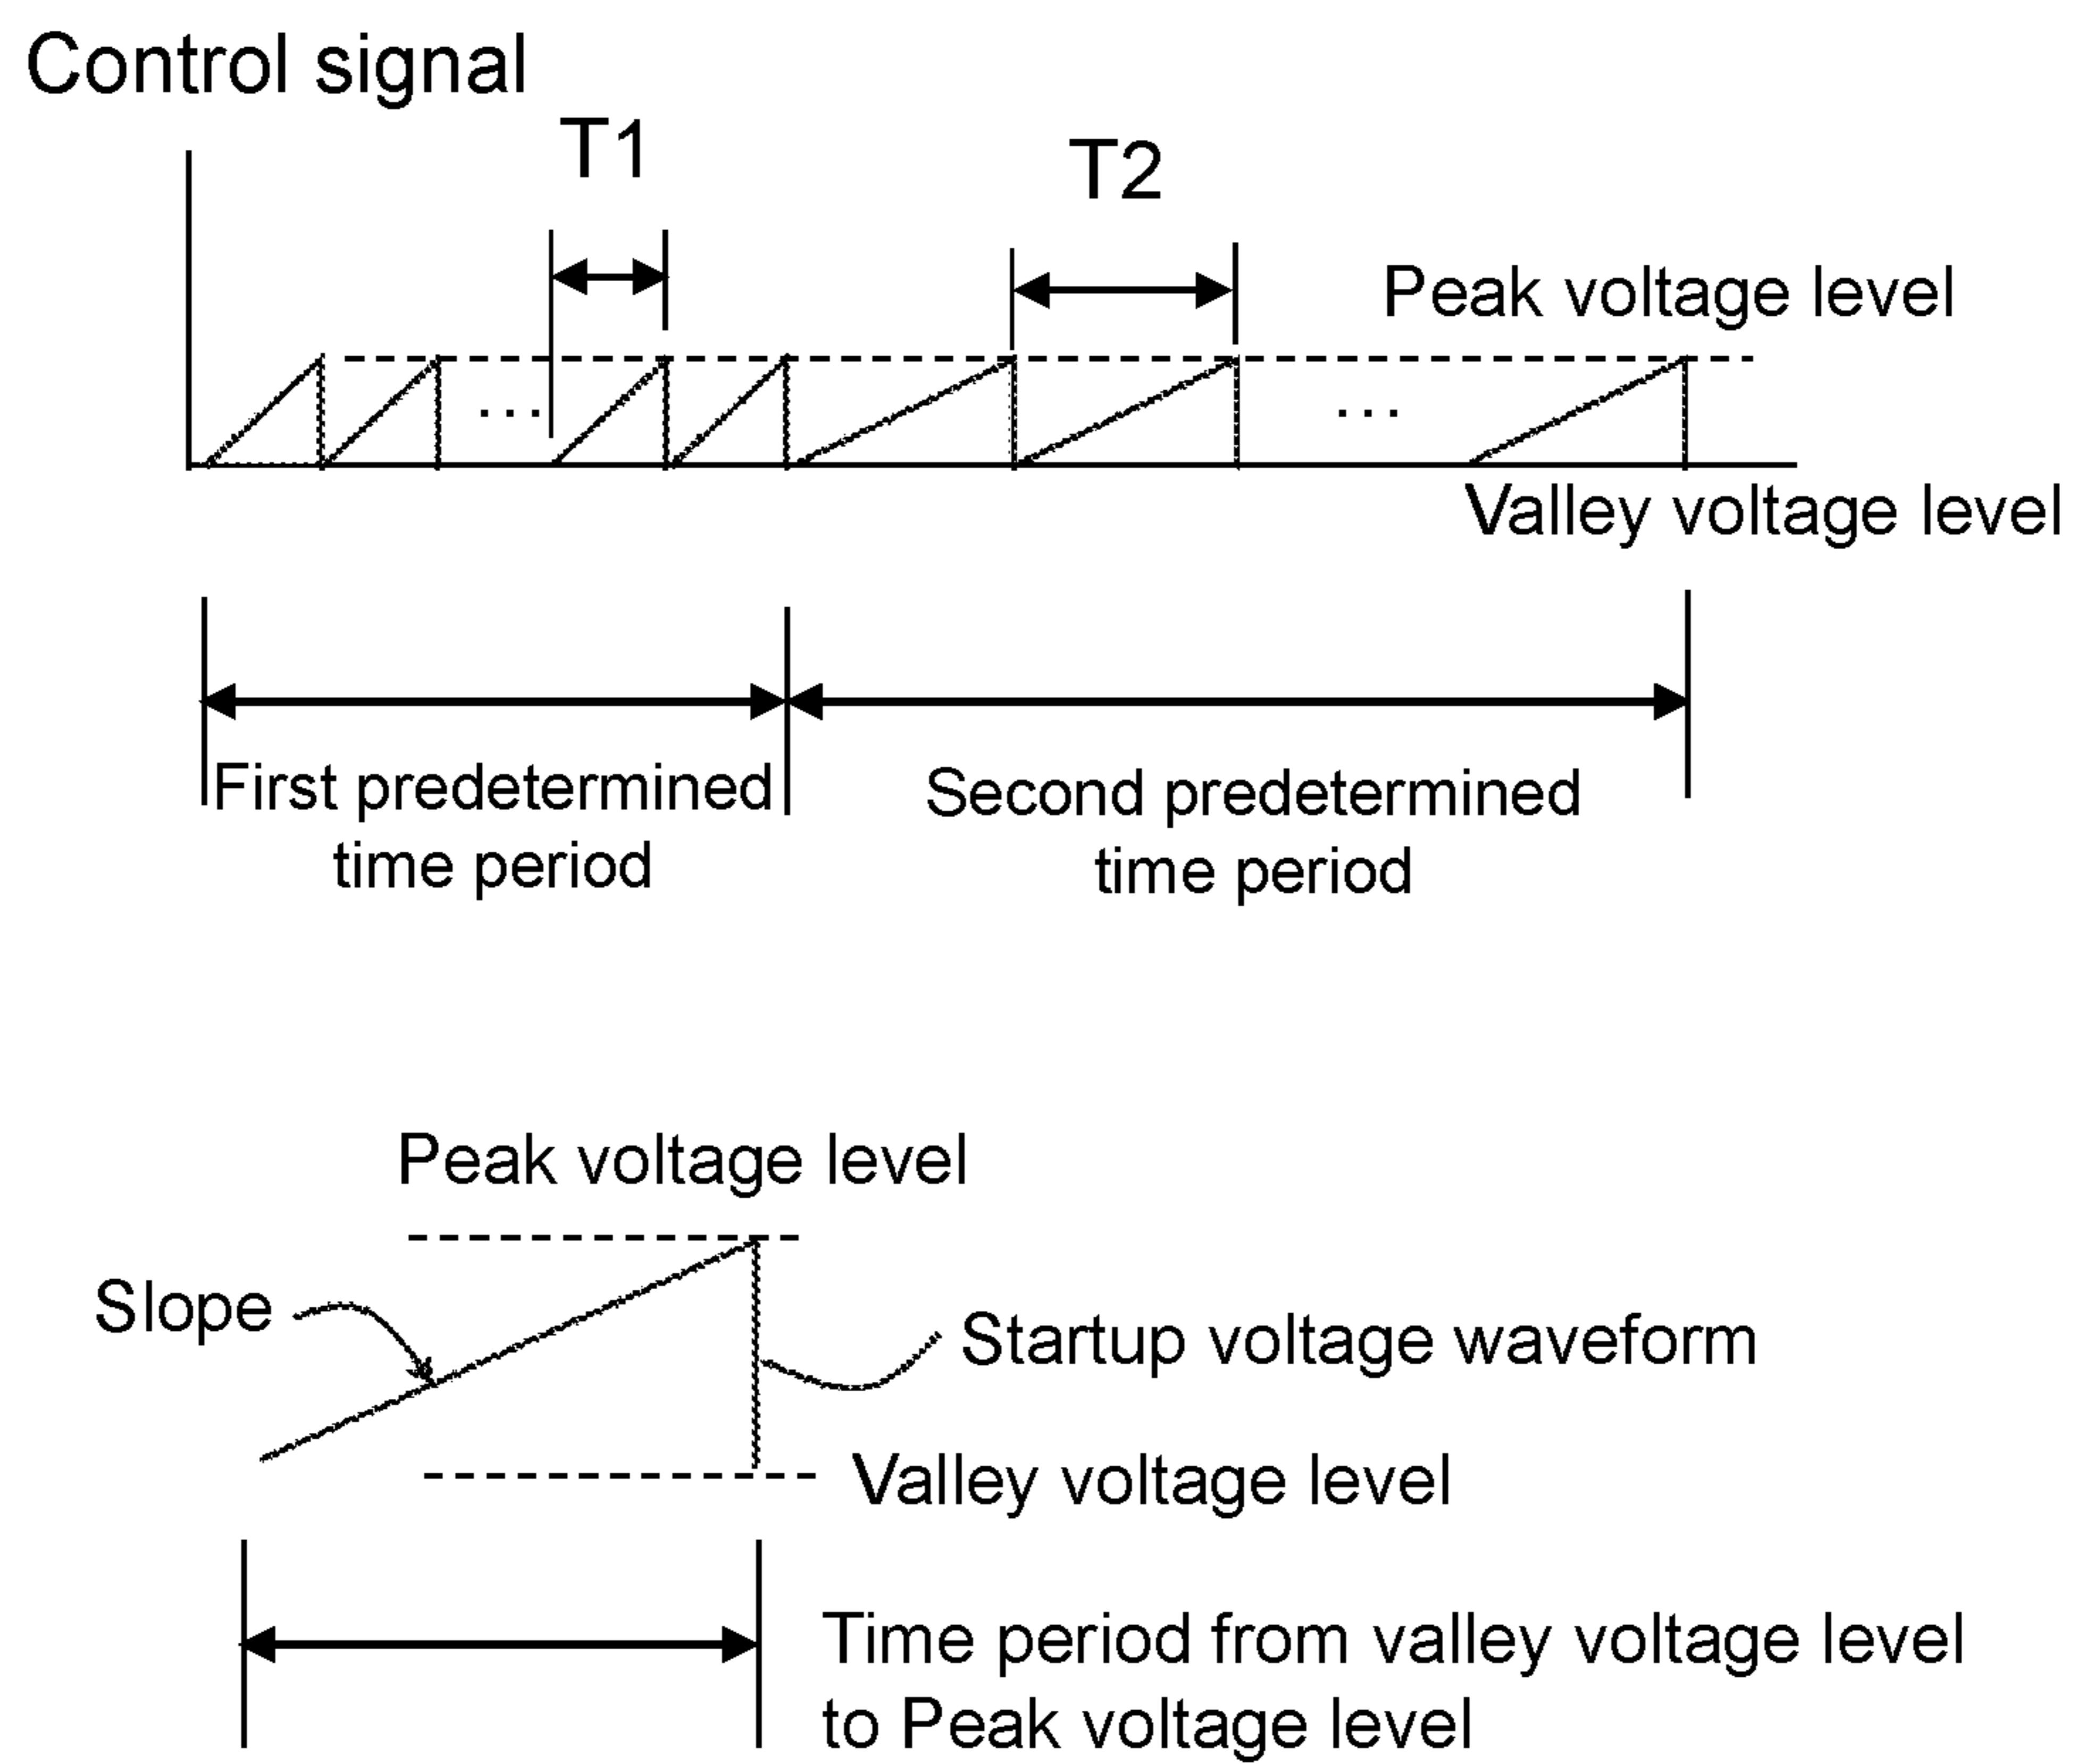 Control signal
T1
T2
Peak voltage level
...
...
Valley voltage level
First predetermined
time period
Second predetermined
time period
Peak voltage level
Slope
Startup voltage waveform
Valley voltage level
Time period from valley voltage level
to Peak voltage level